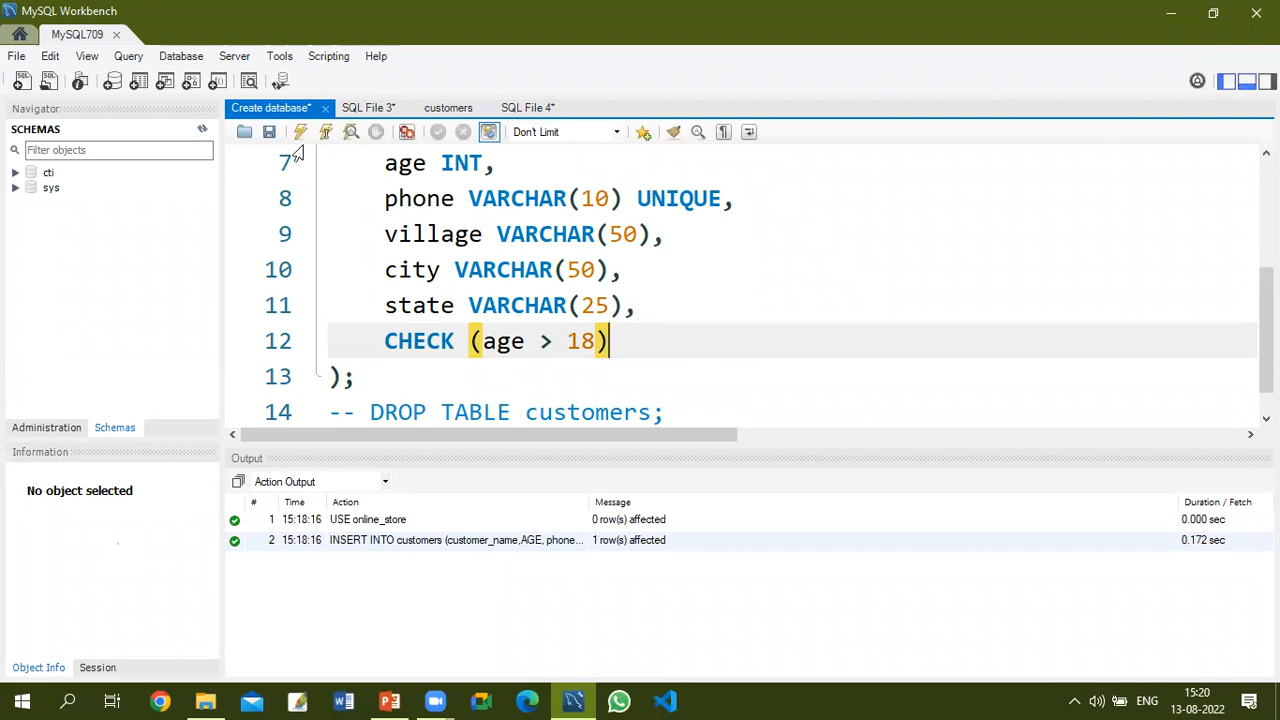 MySQL Workbench
MySQL709
File Edit View Query Database Server Tools Scripting Help
Navigator
SCHEMAS
Filter objects
cti
sys
Administration Schemas
Information
No object selected
Object Info Session
Create database* SQL File 3* customers SQL File 4*
Don't Limit
7 age INT,
8 phone VARCHAR(10) UNIQUE,
9 village VARCHAR(50),
10 city VARCHAR(50),
11 state VARCHAR(25),
12 CHECK (age > 18)
13 );
14 -- DROP TABLE customers;
Output
Action Output
# Time Action Message Duration / Fetch
1 15:18:16 USE online_store 0 row(s) affected 0.000 sec
2 15:18:16 INSERT INTO customers (customer_name,AGE, phone... 1 row(s) affected 0.172 sec
ENG
15:20
13-08-2022